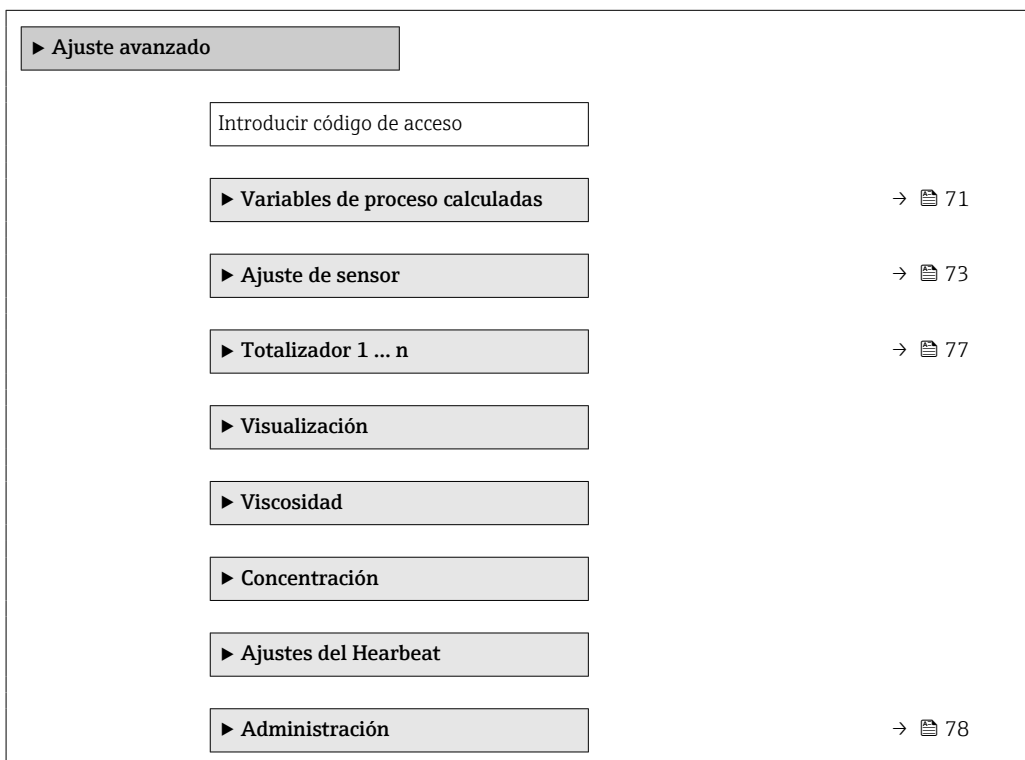 ▶ Ajuste avanzado
Introducir código de acceso
▶ Variables de proceso calculadas → 71
▶ Ajuste de sensor → 73
▶ Totalizador 1 … n → 77
▶ Visualización
▶ Viscosidad
▶ Concentración
▶ Ajustes del Hearbeat
▶ Administración → 78